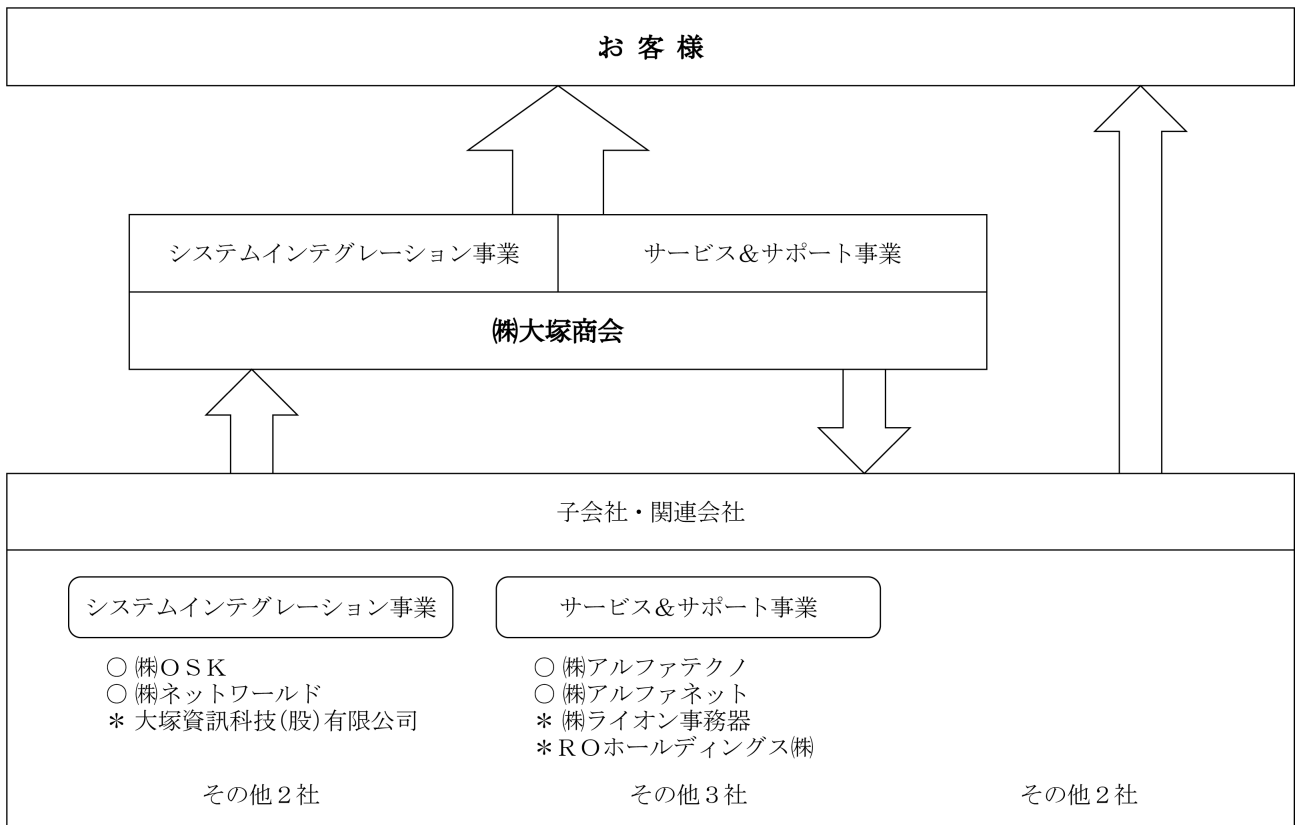 お 客 様
システムインテグレーション事業
サービス&サポート事業
㈱大塚商会
子会社・関連会社
システムインテグレーション事業
○ ㈱OSK
○ ㈱ネットワールド
＊ 大塚資訊科技(股)有限公司
その他2社
サービス&サポート事業
○ ㈱アルファテクノ
○ ㈱アルファネット
＊ ㈱ライオン事務器
＊ROホールディングス㈱
その他3社
その他2社